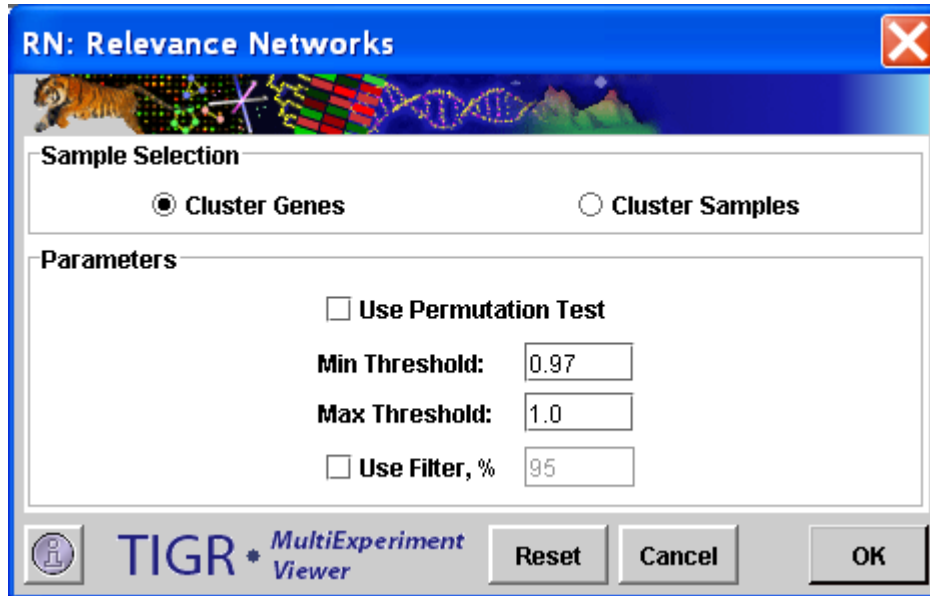 RN: Relevance Networks
Sample Selection
Cluster Genes Cluster Samples
Parameters
Use Permutation Test
Min Threshold: 0.97
Max Threshold: 1.0
Use Filter, % 95
TIGR MultiExperiment
Viewer
Reset Cancel OK